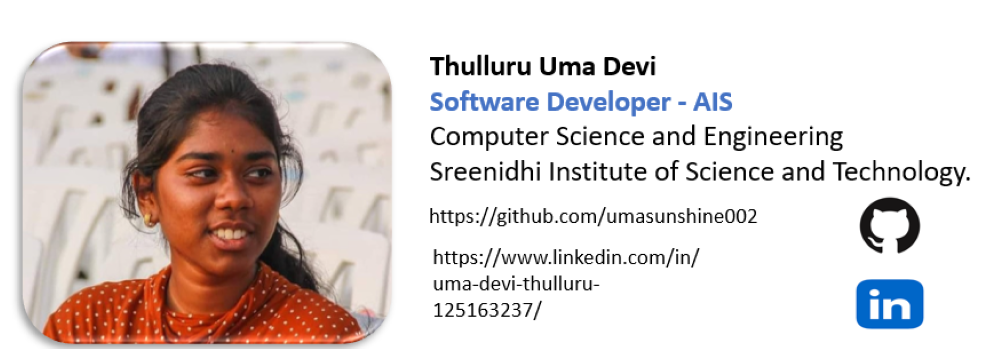 Thulluru Uma Devi
Software Developer - AIS
Computer Science and Engineering
Sreenidhi Institute of Science and Technology.
https://github.com/umasunshine002
https://www.linkedin.com/in/
uma-devi-thulluru-
125163237/
in